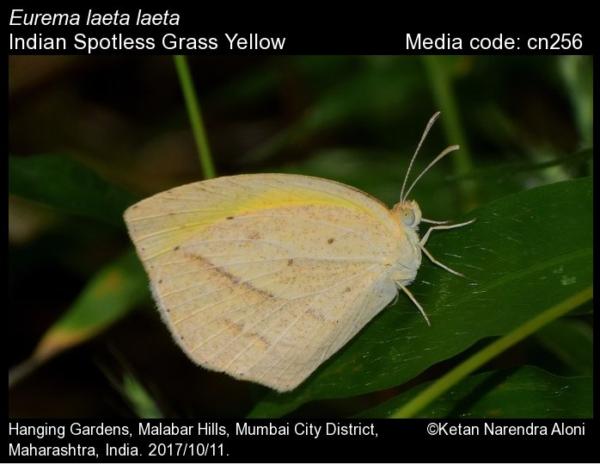 Eurema laeta laeta
Indian Spotless Grass Yellow Media code: cn256
Hanging Gardens, Malabar Hills, Mumbai City District, ©Ketan Narendra Aloni
Maharashtra, India. 2017/10/11.